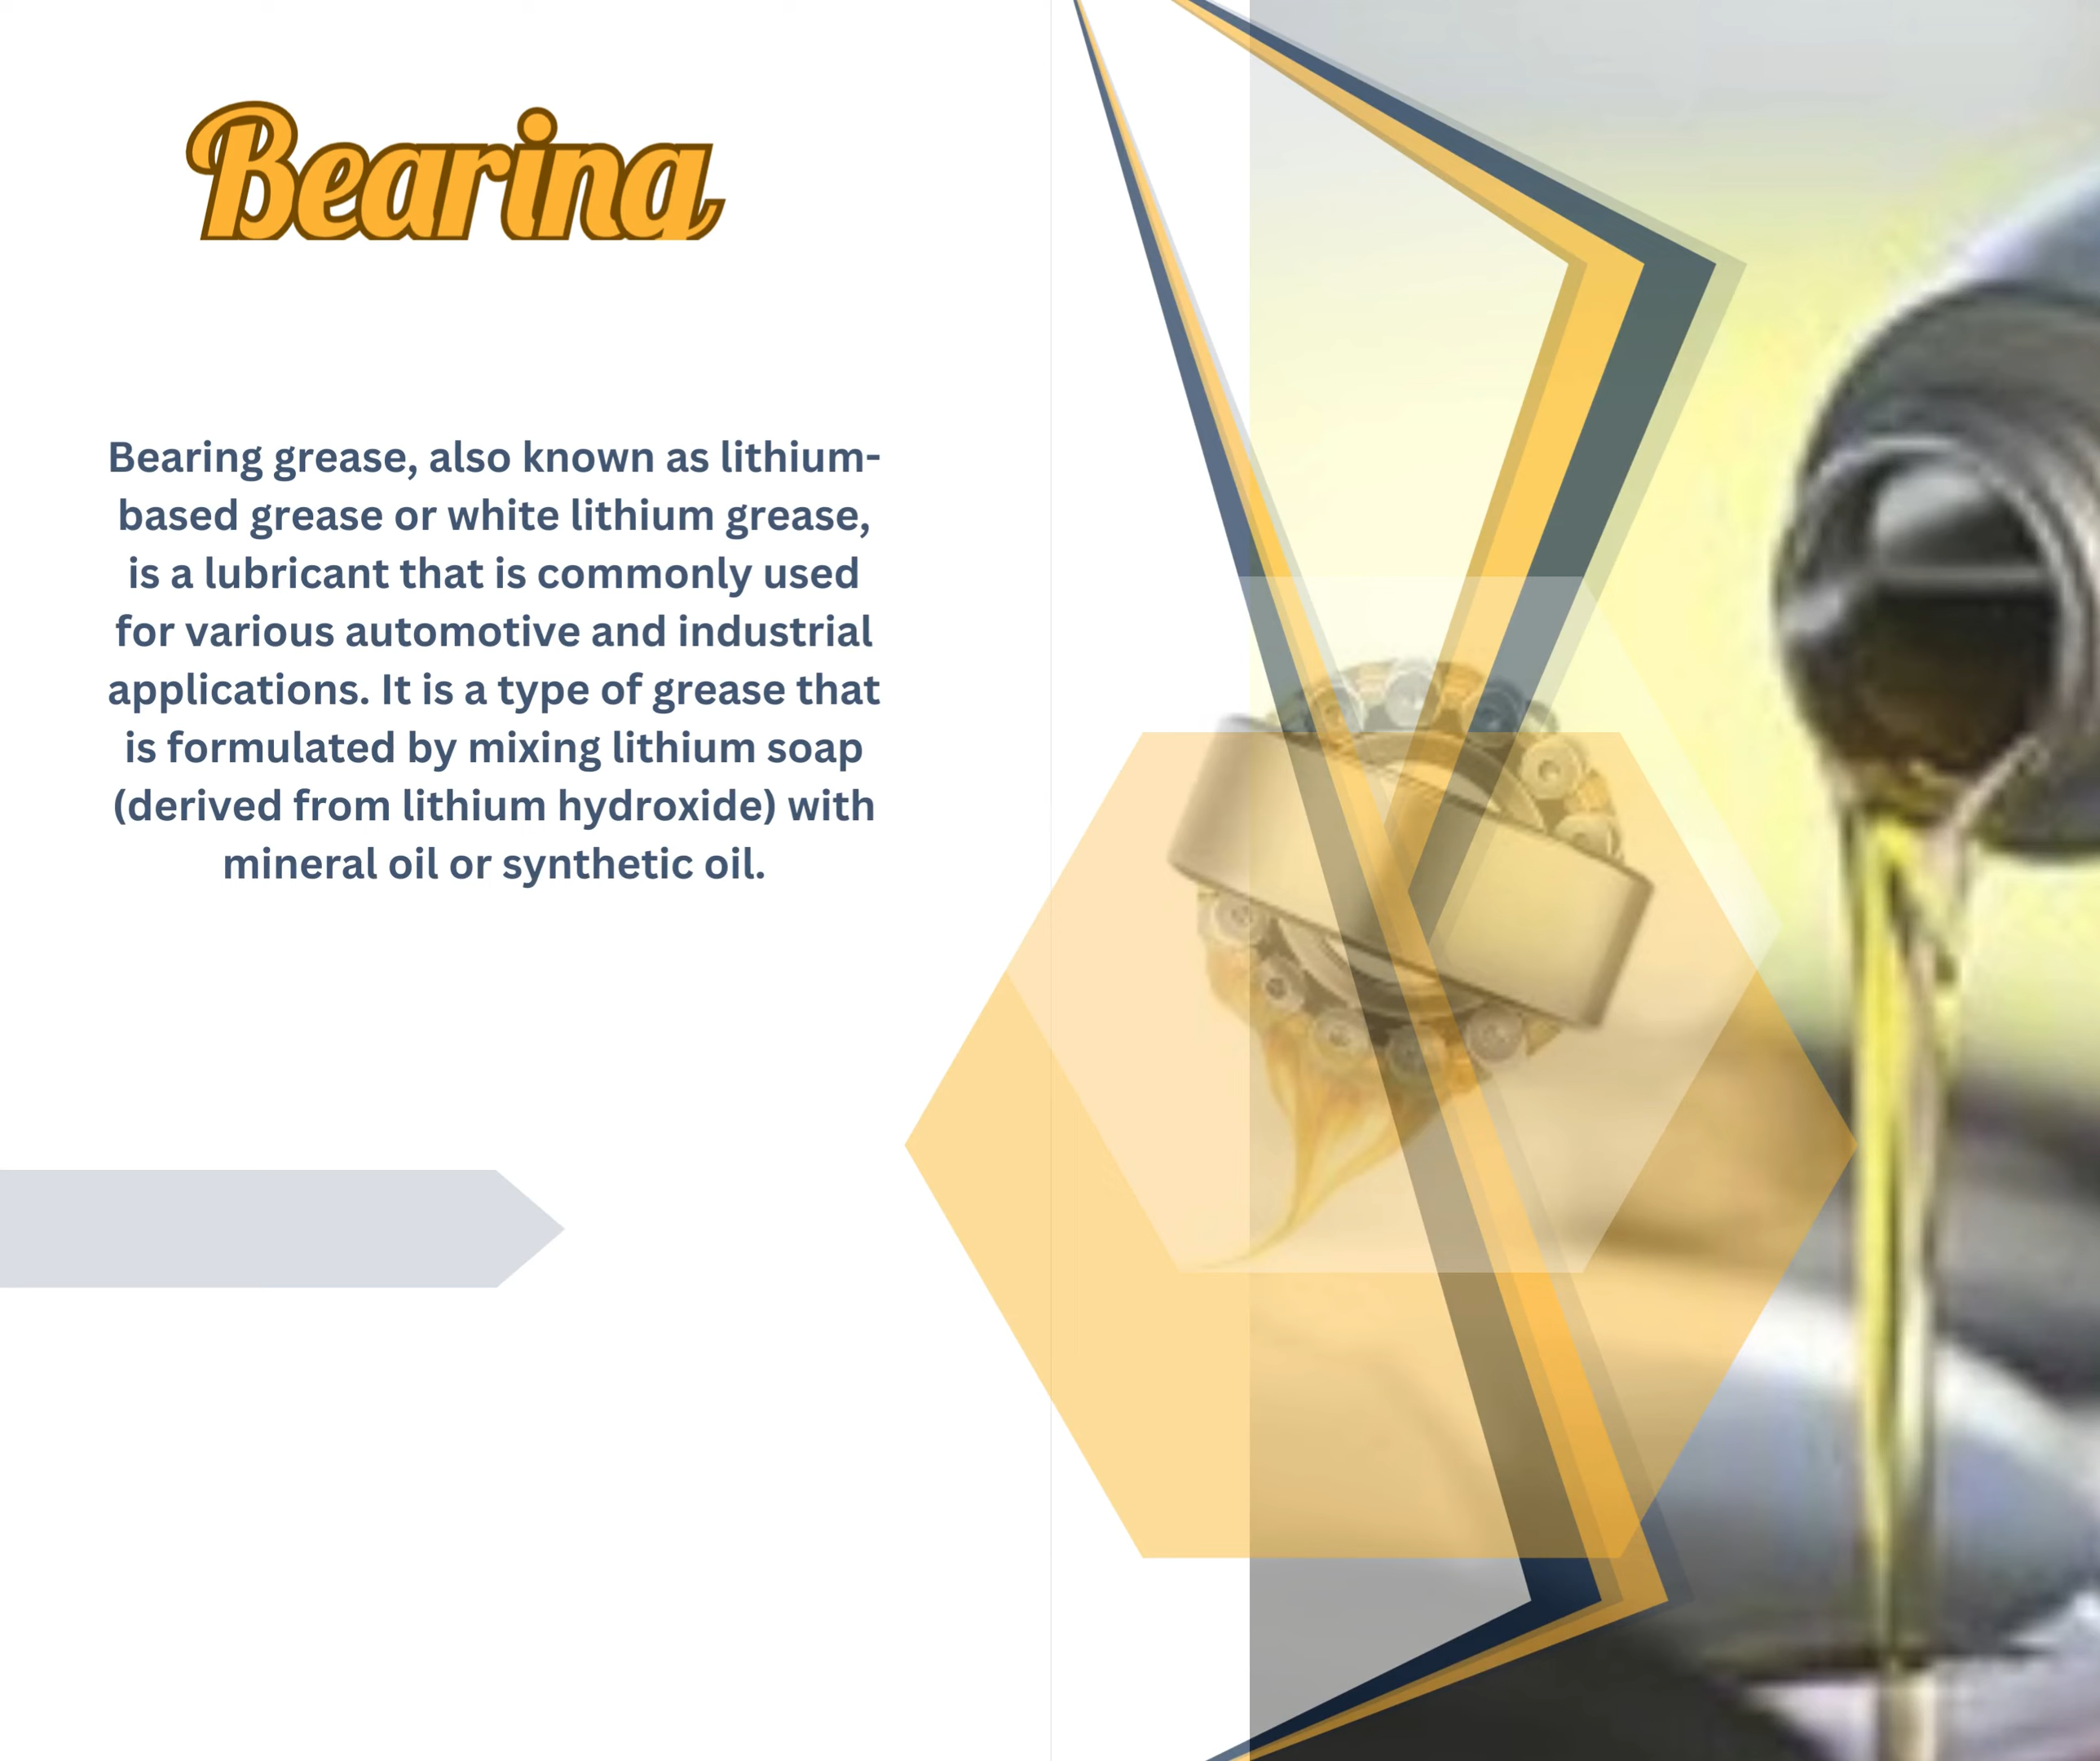 Bearing
Bearing grease, also known as lithium-
based grease or white lithium grease,
is a lubricant that is commonly used
for various automotive and industrial
applications. It is a type of grease that
is formulated by mixing lithium soap
(derived from lithium hydroxide) with
mineral oil or synthetic oil.